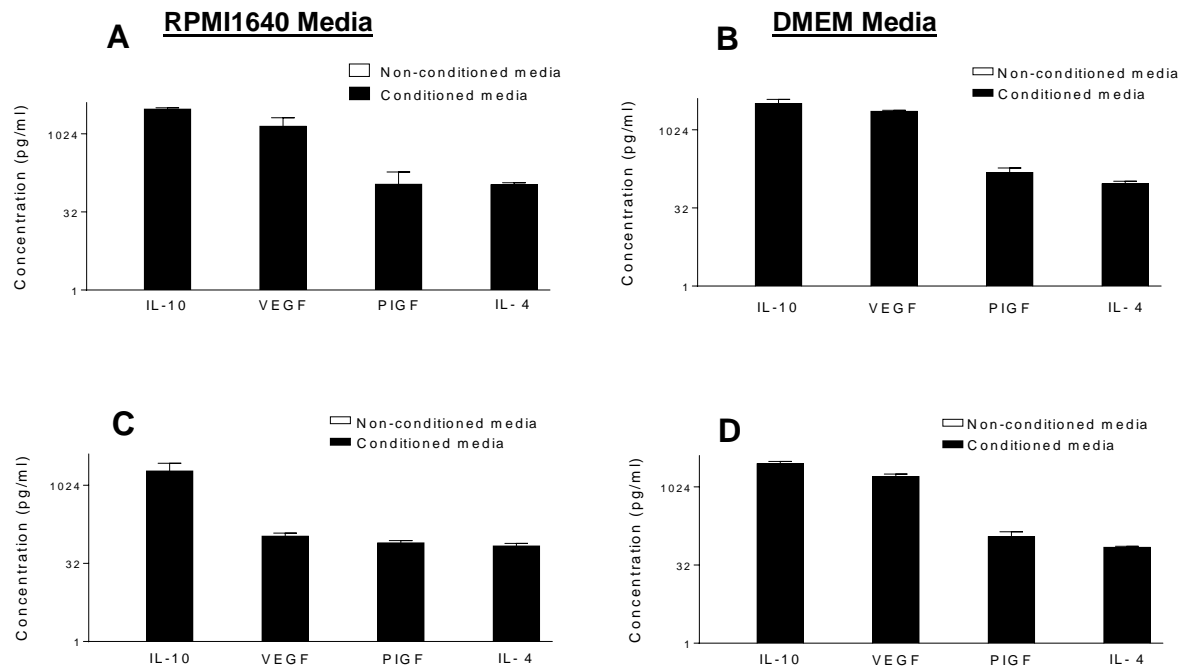 RPMI1640 Media
DMEM Media
A
Non-conditioned media
Conditioned media
Concentration (pg/ml)
1024
32
1
IL-10 VEGF PIGF IL- 4
B
Non-conditioned media
Conditioned media
Concentration (pg/ml)
1024
32
1
IL-10 VEGF PIGF IL- 4
C
Non-conditioned media
Conditioned media
Concentration (pg/ml)
1024
32
1
IL-10 VEGF PIGF IL- 4
D
Non-conditioned media
Conditioned media
Concentration (pg/ml)
1024
32
1
IL-10 VEGF PIGF IL- 4